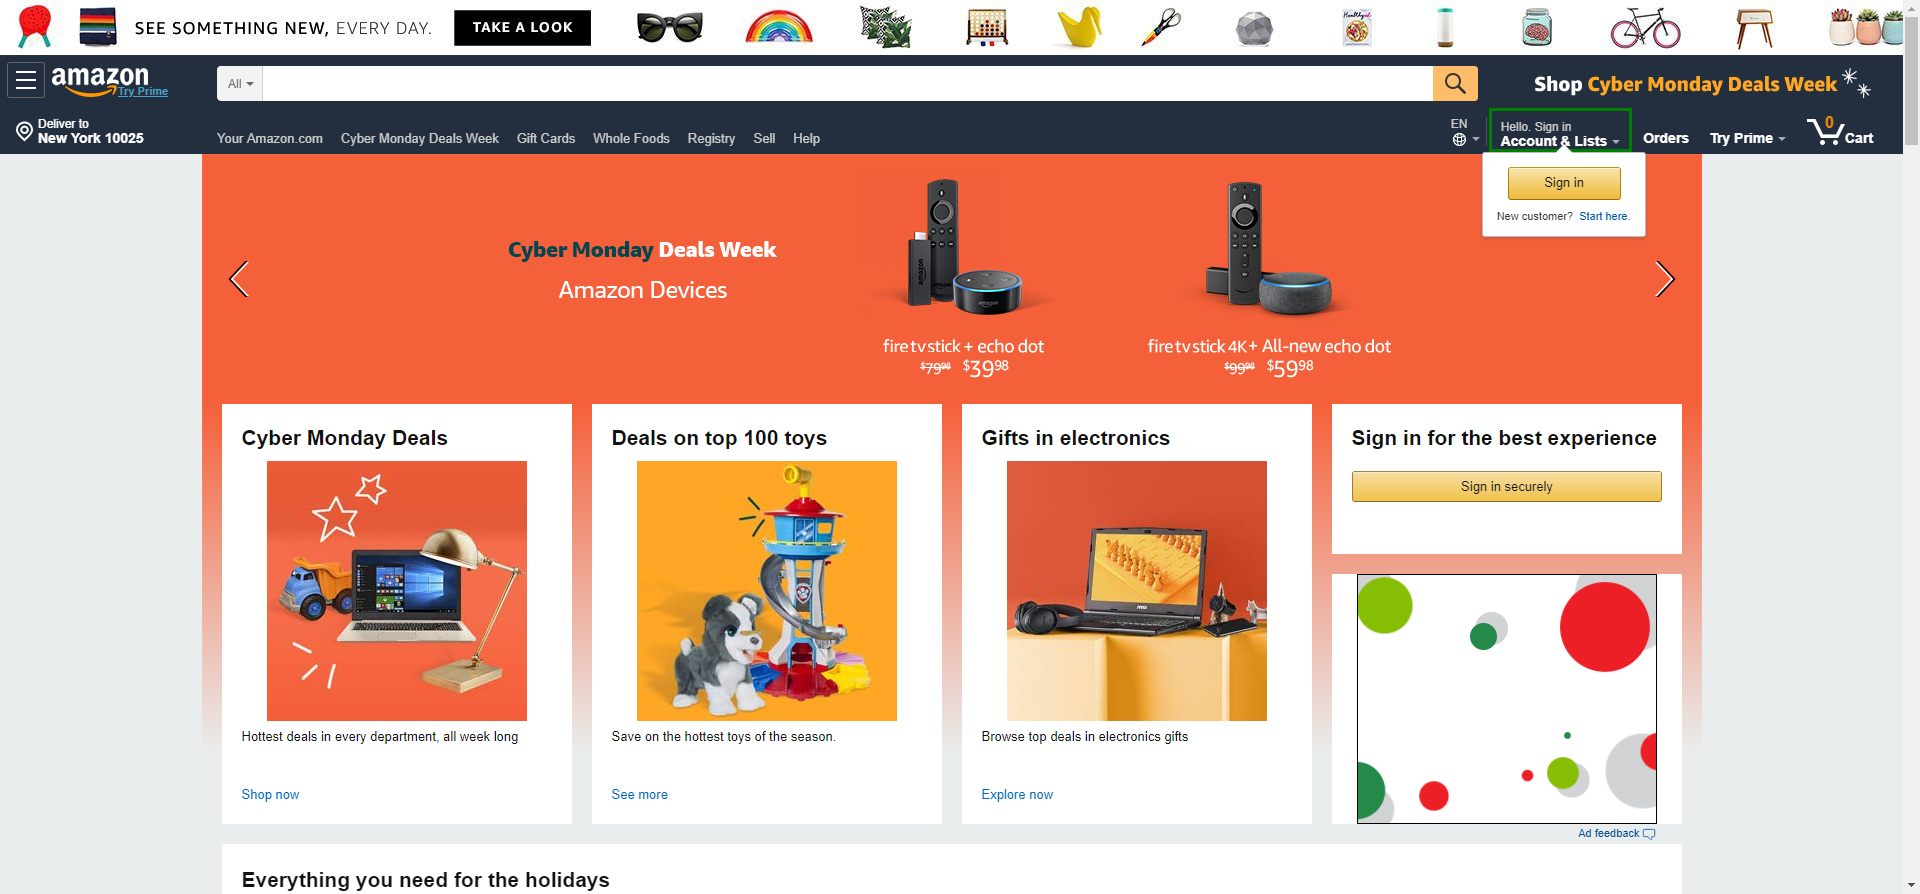 SEE SOMETHING NEW, EVERY DAY.
TAKE A LOOK
amazon
Try Prime
All
Shop Cyber Monday Deals Week
Deliver to
New York 10025
Your Amazon.com
Cyber Monday Deals Week
Gift Cards
Whole Foods
Registry
Sell
Help
EN
Hello. Sign in
Account & Lists
Orders
Try Prime
0
Cart
Sign in
New customer? Start here.
Cyber Monday Deals Week
Amazon Devices
fire tv stick + echo dot
$79.98 $39.98
fire tv stick 4K + All-new echo dot
$99.98 $59.98
Cyber Monday Deals
Hottest deals in every department, all week long
Shop now
Deals on top 100 toys
Save on the hottest toys of the season.
See more
Gifts in electronics
Browse top deals in electronics gifts
Explore now
Sign in for the best experience
Sign in securely
Ad feedback
Everything you need for the holidays